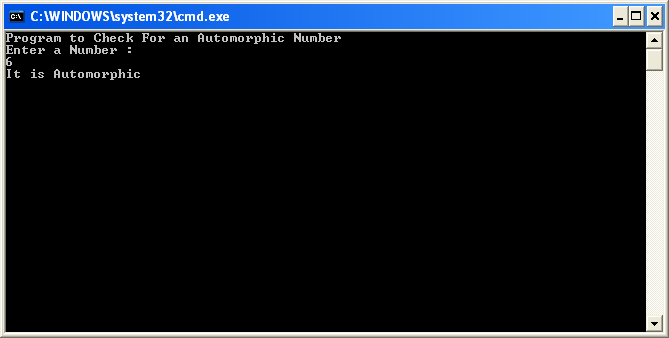 C:\WINDOWS\system32\cmd.exe
Program to Check For an Automorphic Number
Enter a Number :
6
It is Automorphic